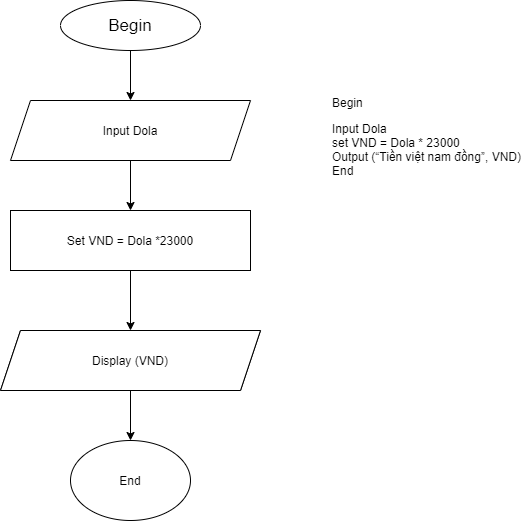 Begin
Input Dola
Set VND = Dola *23000
Display (VND)
End
Begin
Input Dola
set VND = Dola * 23000
Output (“Tiền việt nam đồng”, VND)
End